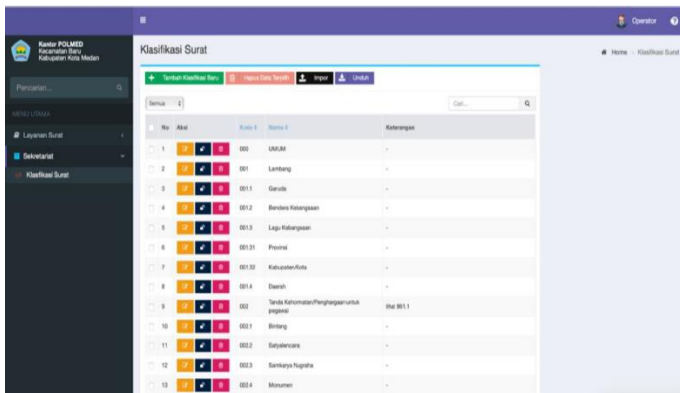 Operator
Kantor POLMED
Kecamatan Baru
Kabupaten Kota Medan
Klasifikasi Surat
Home
Klasifikasi Surat
Pencarian...
Tambah Klasifikasi Baru
Hapus Data Terpilih
Impor
Unduh
MENU UTAMA
Semua
Cari...
Layanan Surat
Sekretariat
Klasifikasi Surat
No Aksi Kode Nama Keterangan
1 000 UMUM -
2 001 Lambang -
3 001.1 Garuda -
4 001.2 Bendera Kebangsaan -
5 001.3 Lagu Kebangsaan -
6 001.31 Provinsi -
7 001.32 Kabupaten/Kota -
8 001.4 Daerah -
9 002 Tanda Kehormatan/Penghargaan untuk
pegawai
lihat 861.1
10 002.1 Bintang -
11 002.2 Satyalencana -
12 002.3 Samkarya Nugraha -
13 002.4 Monumen -